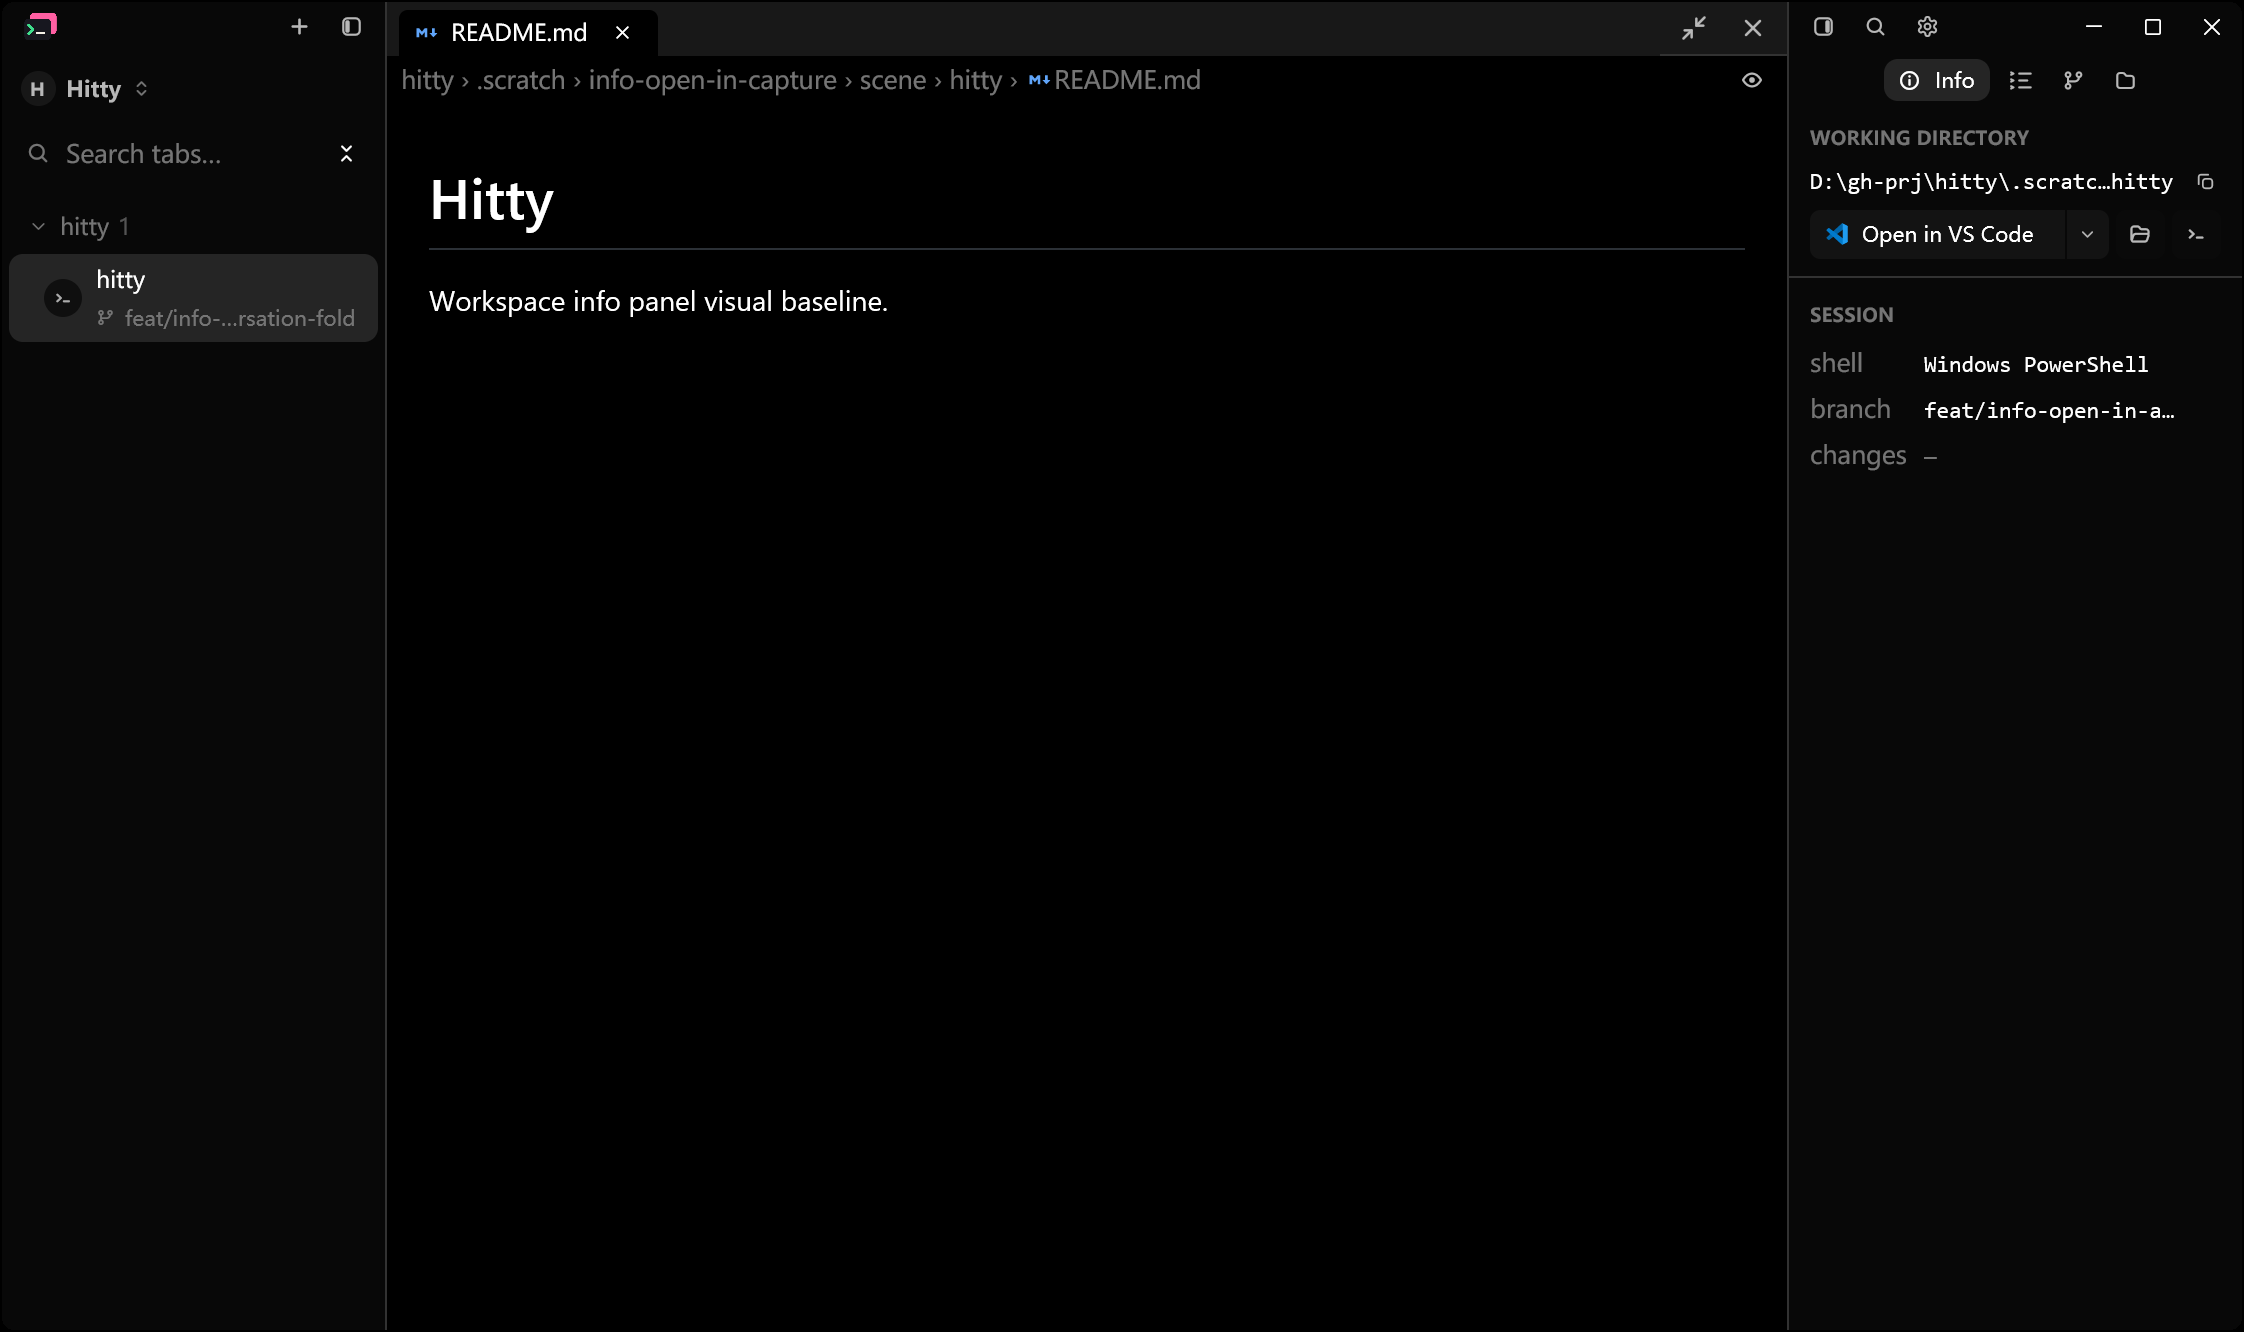 H Hitty
Search tabs...
hitty 1
hitty
feat/info-...rsation-fold
M↓ README.md
hitty › .scratch › info-open-in-capture › scene › hitty › M↓ README.md
Hitty
Workspace info panel visual baseline.
Info
WORKING DIRECTORY
D:\gh-prj\hitty\.scratc…hitty
Open in VS Code
SESSION
shell Windows PowerShell
branch feat/info-open-in-a…
changes –